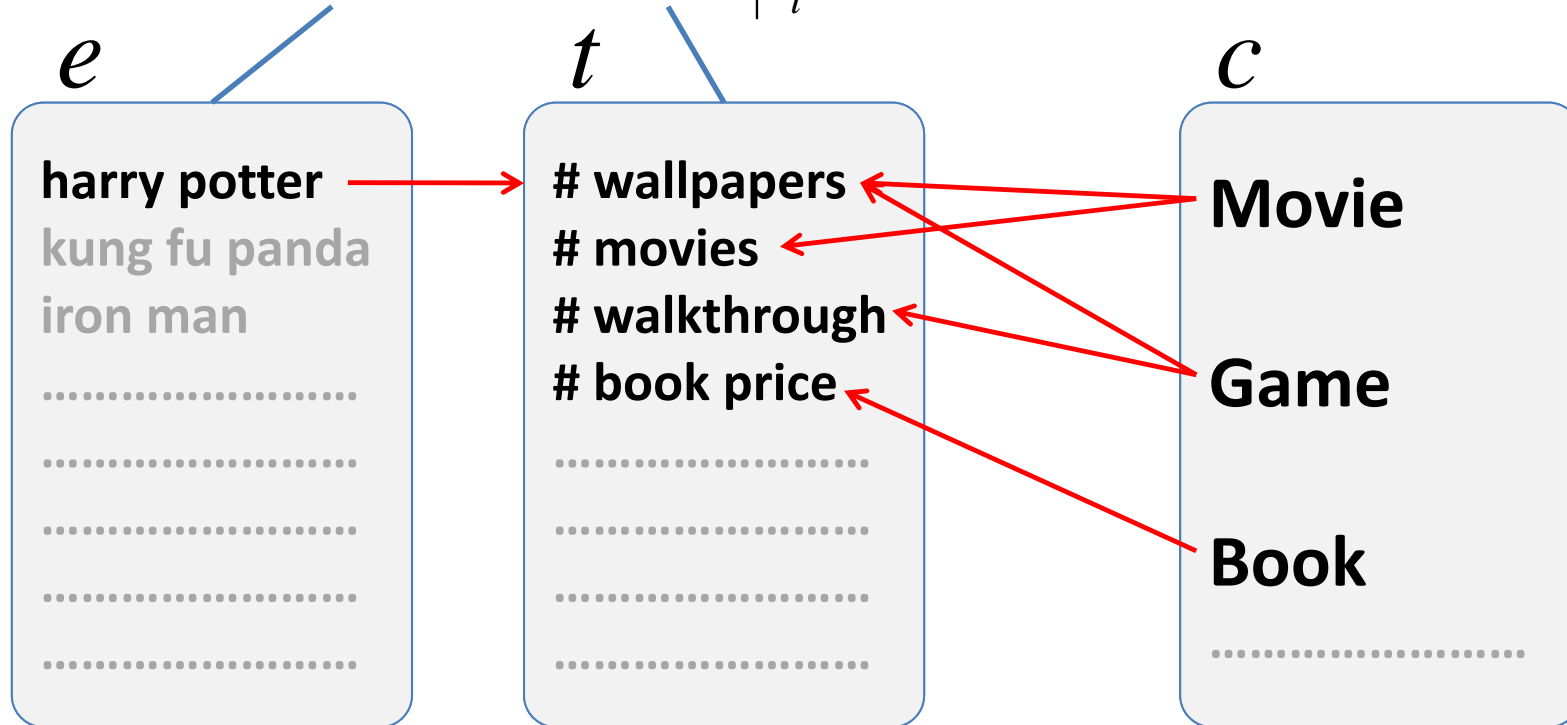 e
harry potter
kung fu panda
iron man
........................
........................
........................
........................
........................
t
# wallpapers
# movies
# walkthrough
# book price
........................
........................
........................
........................
c
Movie
Game
Book
........................